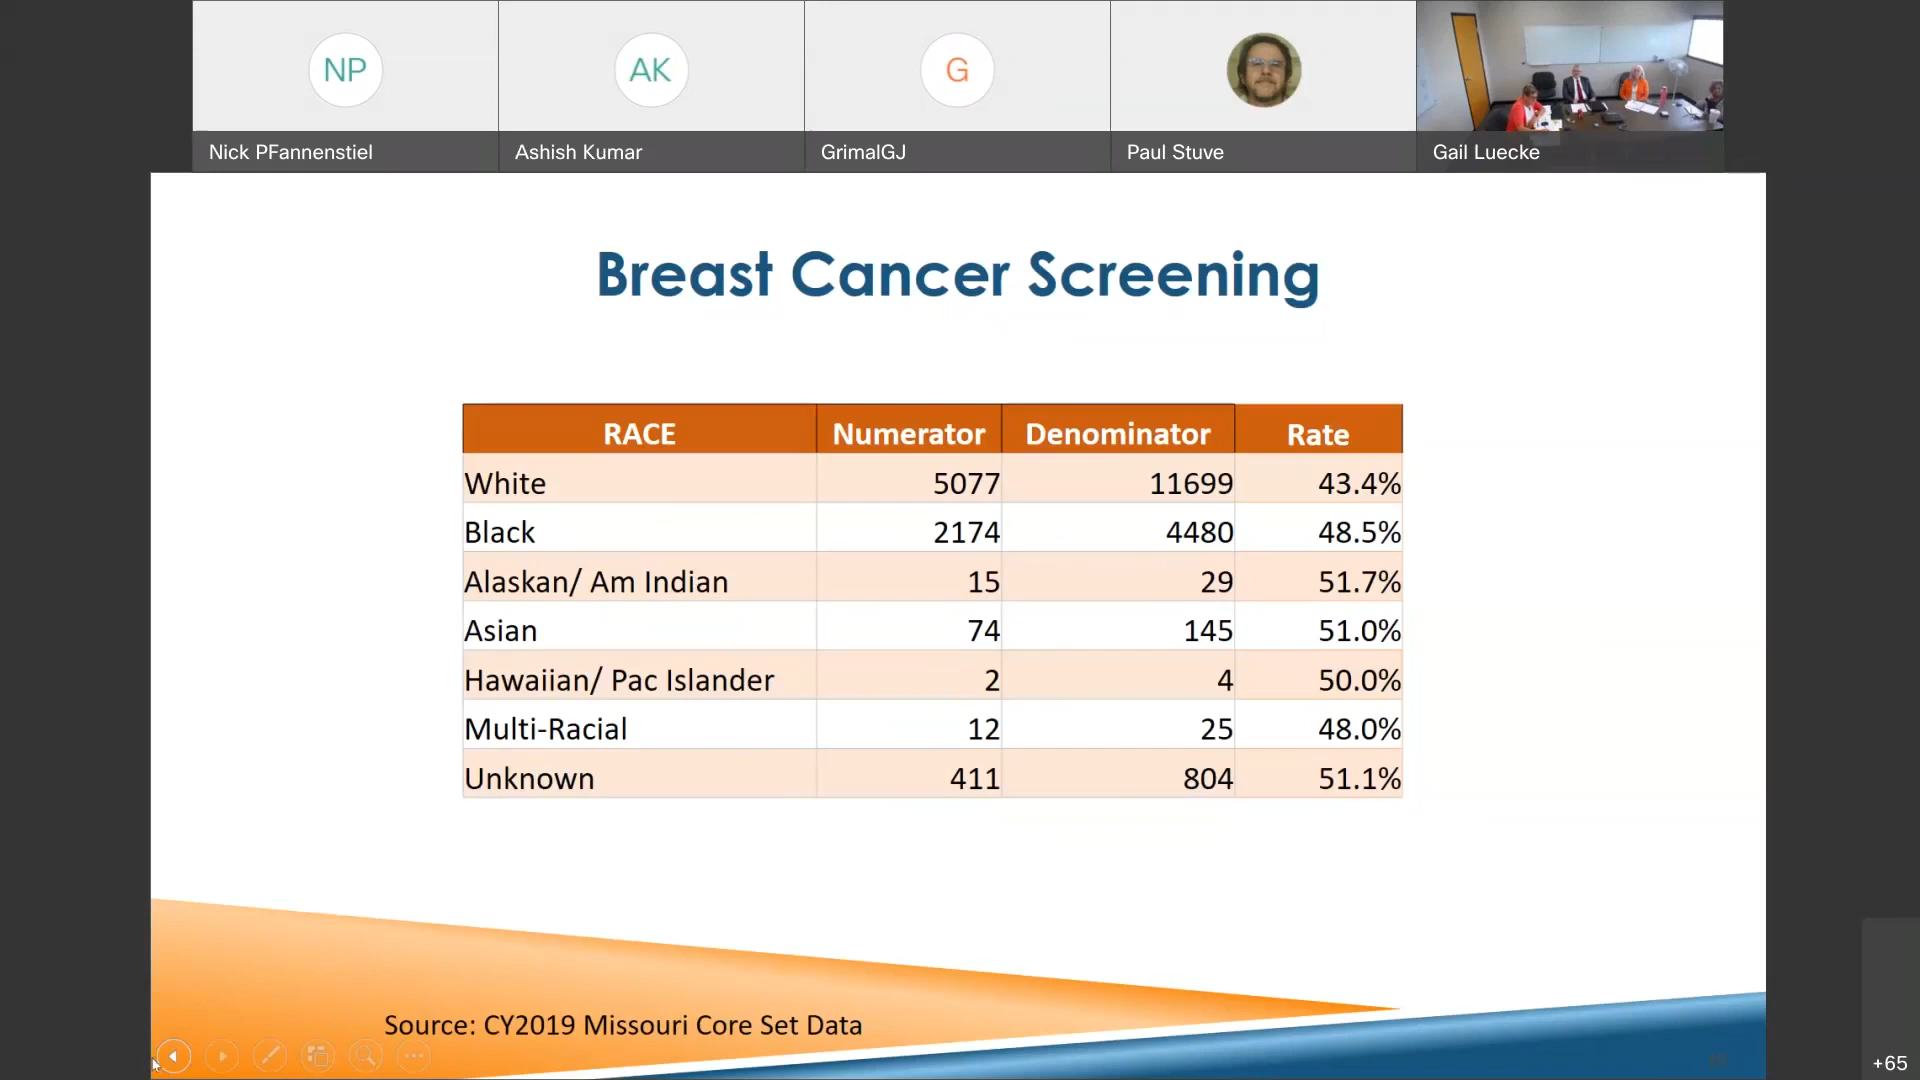 NP
AK
G
Nick PFannenstiel
Ashish Kumar
GrimalGJ
Paul Stuve
Gail Luecke
Breast Cancer Screening
RACE Numerator Denominator Rate
White 5077 11699 43.4%
Black 2174 4480 48.5%
Alaskan/ Am Indian 15 29 51.7%
Asian 74 145 51.0%
Hawaiian/ Pac Islander 2 4 50.0%
Multi-Racial 12 25 48.0%
Unknown 411 804 51.1%
Source: CY2019 Missouri Core Set Data
+65